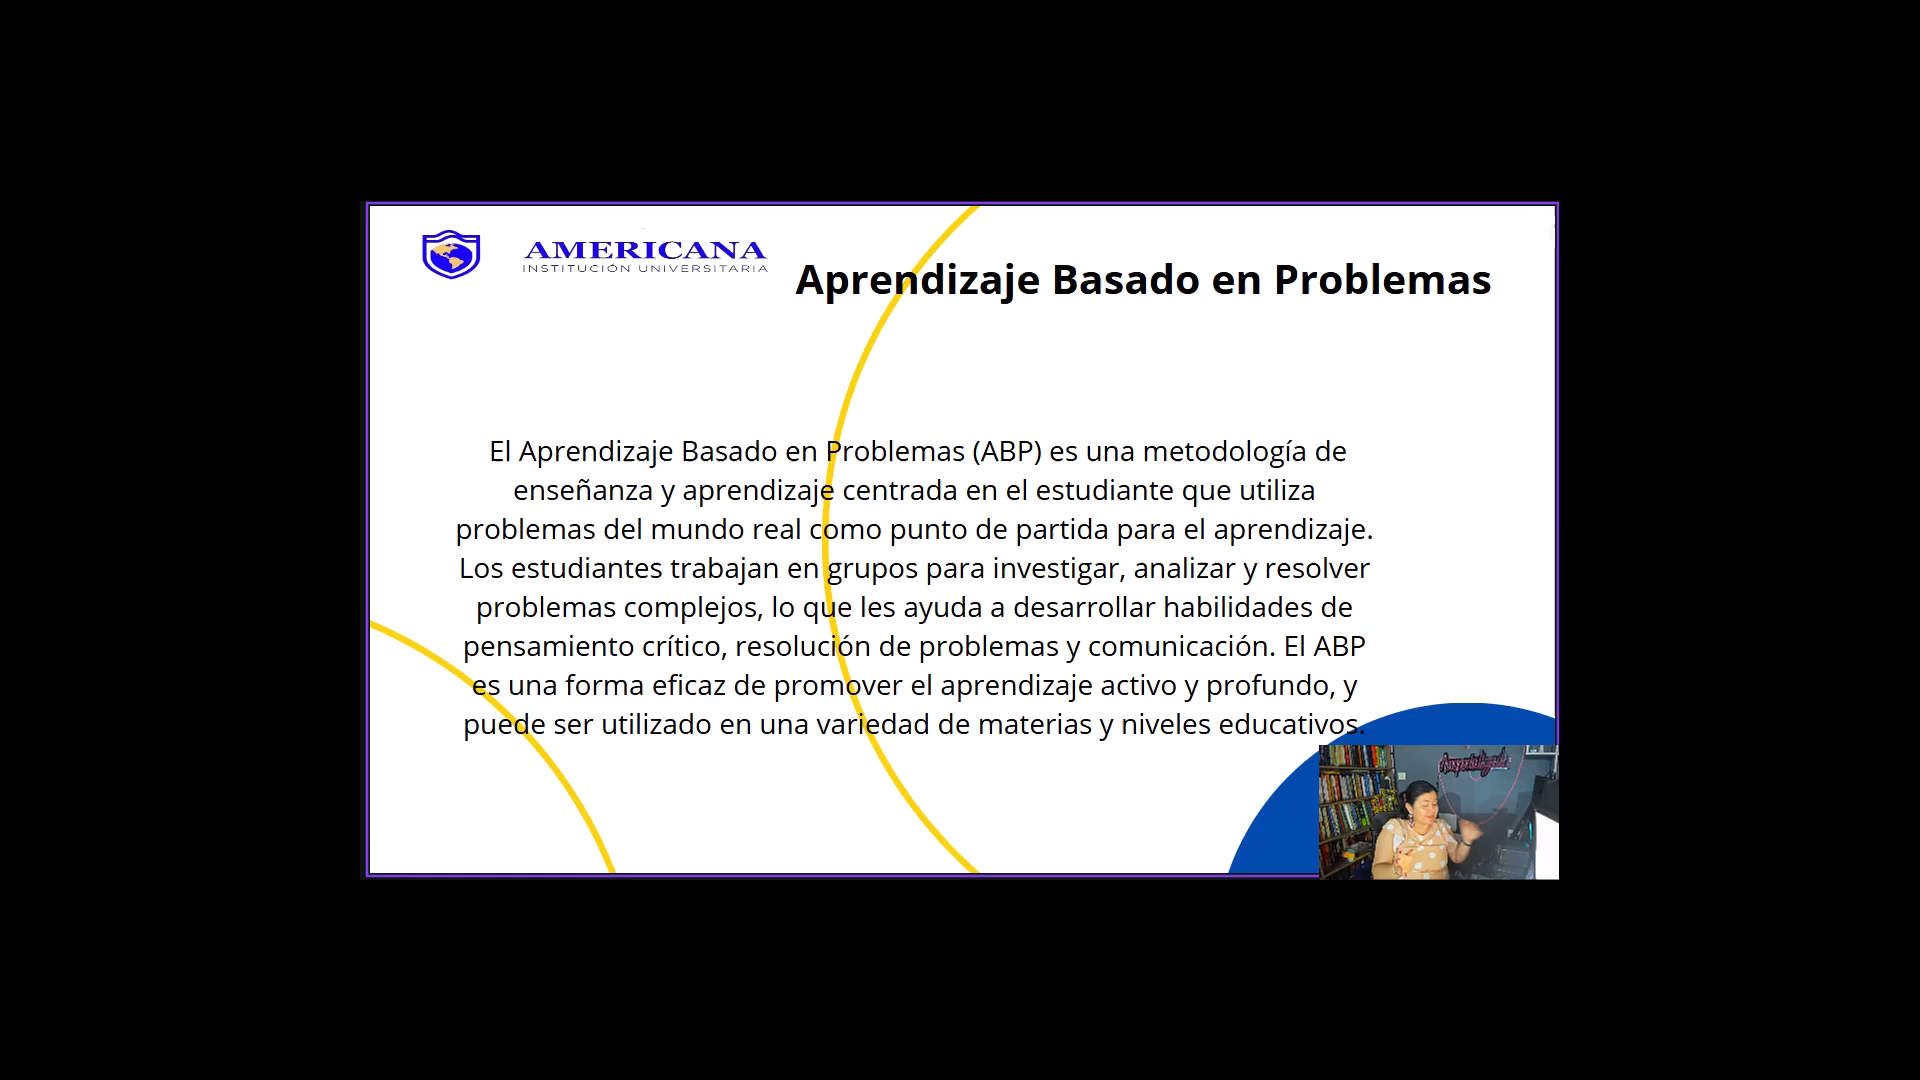 AMERICANA
INSTITUCIÓN UNIVERSITARIA
Aprendizaje Basado en Problemas
El Aprendizaje Basado en Problemas (ABP) es una metodología de
enseñanza y aprendizaje centrada en el estudiante que utiliza
problemas del mundo real como punto de partida para el aprendizaje.
Los estudiantes trabajan en grupos para investigar, analizar y resolver
problemas complejos, lo que les ayuda a desarrollar habilidades de
pensamiento crítico, resolución de problemas y comunicación. El ABP
es una forma eficaz de promover el aprendizaje activo y profundo, y
puede ser utilizado en una variedad de materias y niveles educativos.